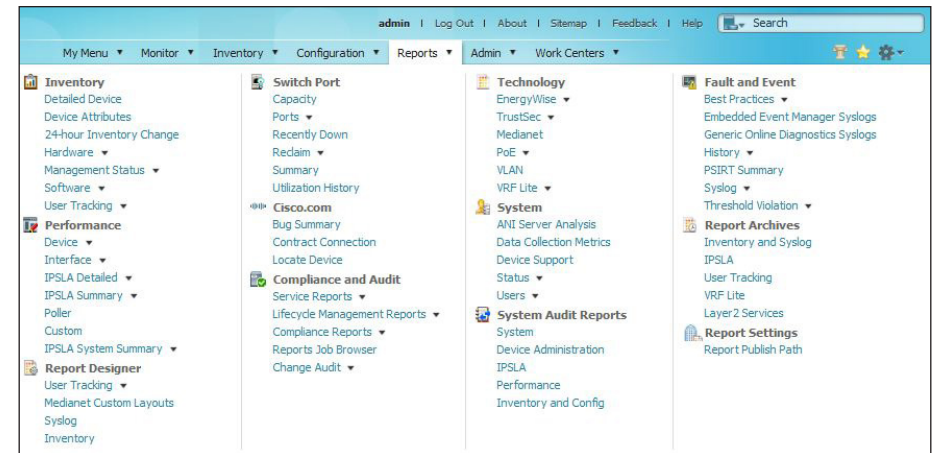 admin | Log Out | About | Sitemap | Feedback | Help Search
My Menu ▼ Monitor ▼ Inventory ▼ Configuration ▼ Reports ▼ Admin ▼ Work Centers ▼
Inventory
Detailed Device
Device Attributes
24-hour Inventory Change
Hardware ▼
Management Status ▼
Software ▼
User Tracking ▼
Performance
Device ▼
Interface ▼
IPSLA Detailed ▼
IPSLA Summary ▼
Poller
Custom
IPSLA System Summary ▼
Report Designer
User Tracking ▼
Medianet Custom Layouts
Syslog
Inventory
Switch Port
Capacity
Ports ▼
Recently Down
Reclaim ▼
Summary
Utilization History
Cisco.com
Bug Summary
Contract Connection
Locate Device
Compliance and Audit
Service Reports ▼
Lifecycle Management Reports ▼
Compliance Reports ▼
Reports Job Browser
Change Audit ▼
Technology
EnergyWise ▼
TrustSec ▼
Medianet
PoE ▼
VLAN
VRF Lite ▼
System
ANI Server Analysis
Data Collection Metrics
Device Support
Status ▼
Users ▼
System Audit Reports
System
Device Administration
IPSLA
Performance
Inventory and Config
Fault and Event
Best Practices ▼
Embedded Event Manager Syslogs
Generic Online Diagnostics Syslogs
History ▼
PSIRT Summary
Syslog ▼
Threshold Violation ▼
Report Archives
Inventory and Syslog
IPSLA
User Tracking
VRF Lite
Layer2 Services
Report Settings
Report Publish Path